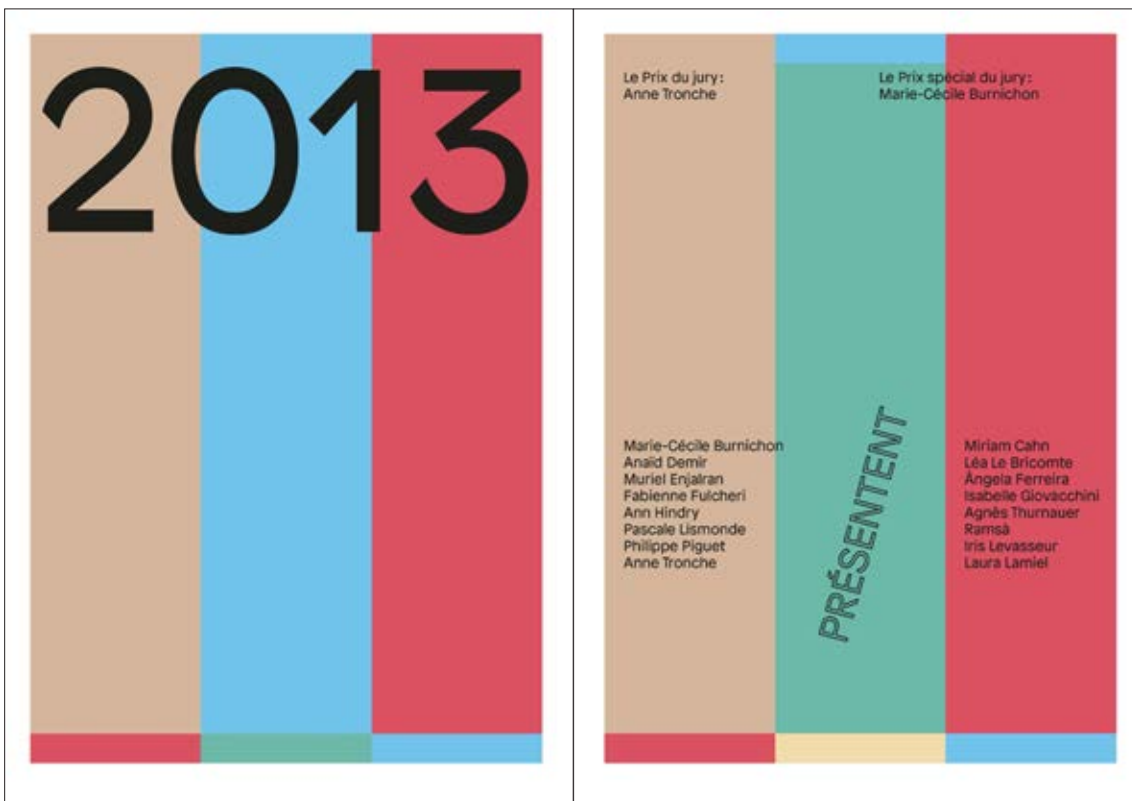 2013
Le Prix du jury :
Anne Tronche
Le Prix spécial du jury :
Marie-Cécile Burnichon
Marie-Cécile Burnichon
Anaïd Demir
Muriel Enjalran
Fabienne Fulcheri
Ann Hindry
Pascale Lismonde
Philippe Piguet
Anne Tronche
PRÉSENTENT
Miriam Cahn
Léa Le Bricomte
Ângela Ferreira
Isabelle Giovacchini
Agnès Thurnauer
Ramsà
Iris Levasseur
Laura Lamiel